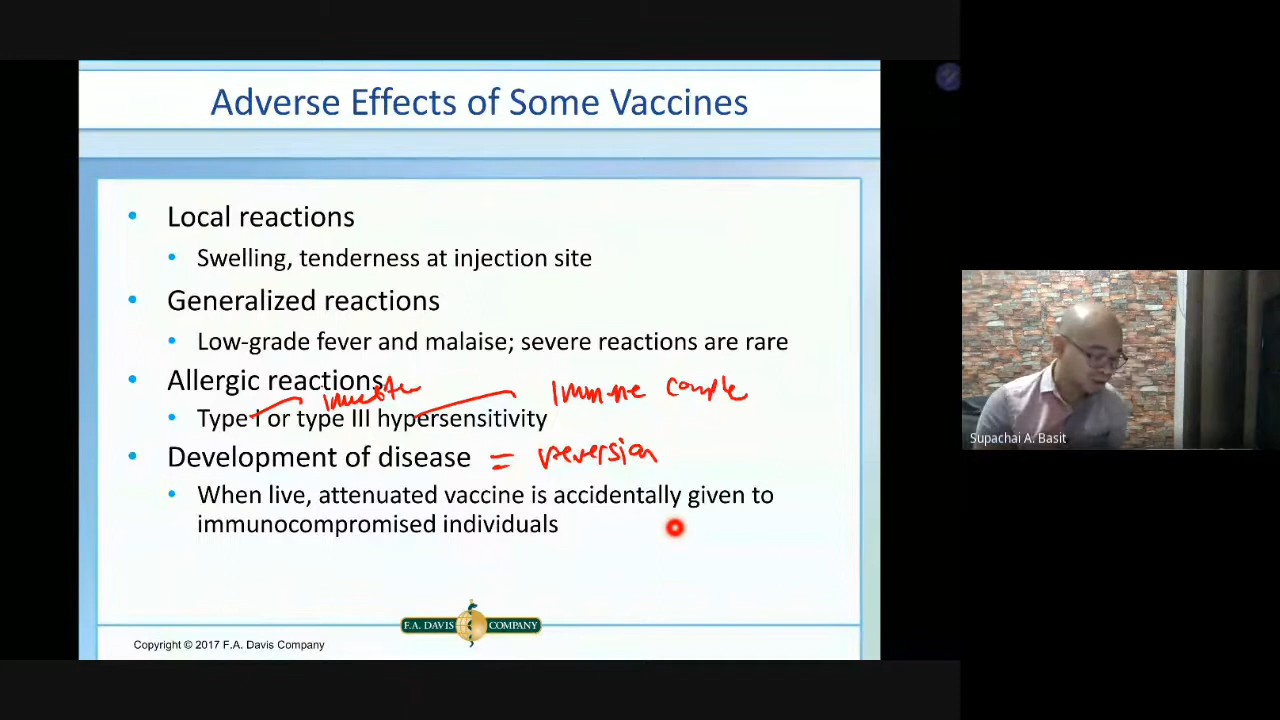 Adverse Effects of Some Vaccines
• Local reactions
• Swelling, tenderness at injection site
• Generalized reactions
• Low-grade fever and malaise; severe reactions are rare
• Allergic reactions
Immune comple
• Type I or type III hypersensitivity
• Development of disease = reversion
• When live, attenuated vaccine is accidentally given to
immunocompromised individuals
Supachai A. Basit
F.A. DAVIS COMPANY
Copyright © 2017 F.A. Davis Company